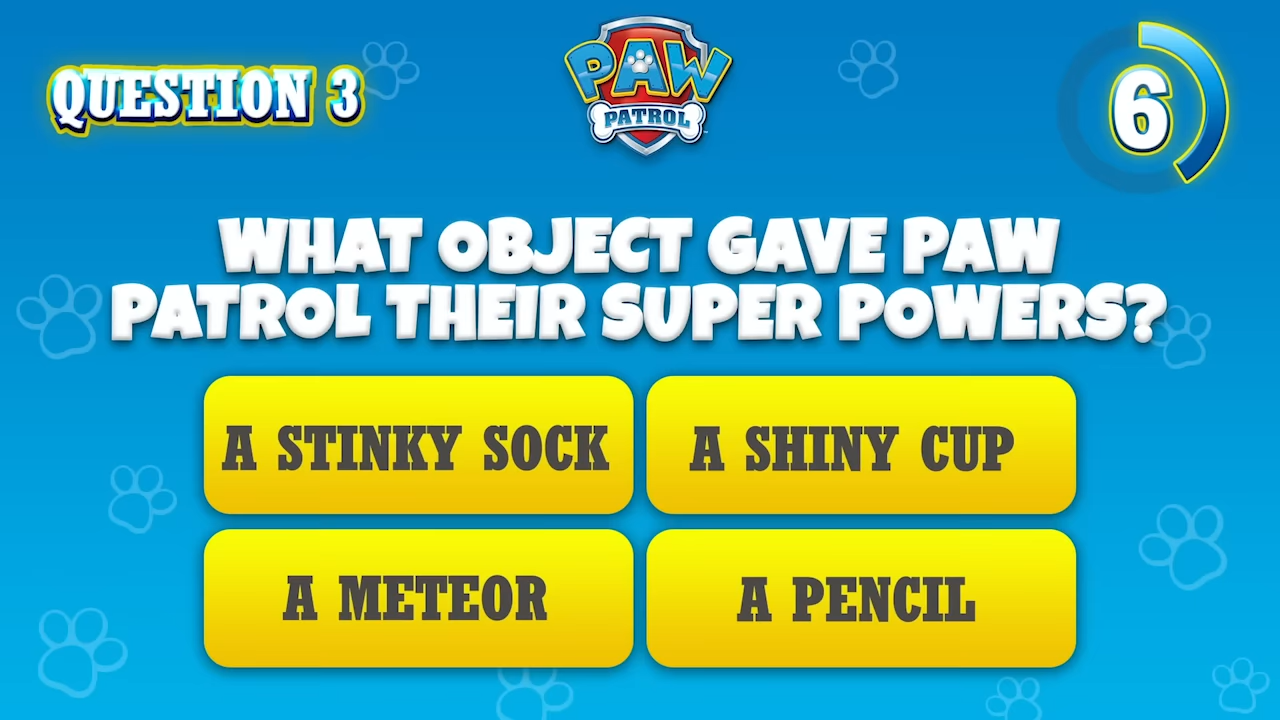 QUESTION 3
PAW
PATROL
6
WHAT OBJECT GAVE PAW
PATROL THEIR SUPER POWERS?
A STINKY SOCK
A SHINY CUP
A METEOR
A PENCIL